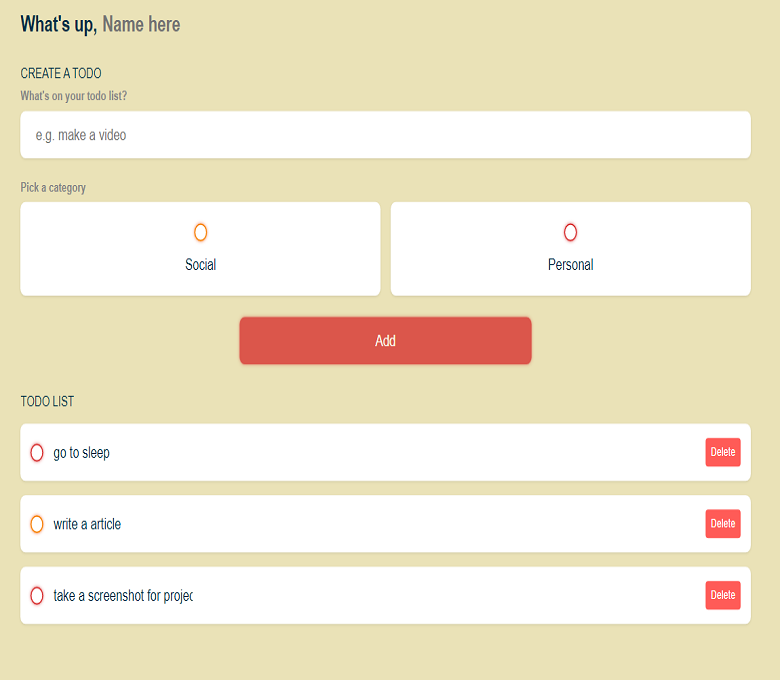 What's up, Name here
CREATE A TODO
What's on your todo list?
e.g. make a video
Pick a category
Social
Personal
Add
TODO LIST
go to sleep
Delete
write a article
Delete
take a screenshot for projec
Delete